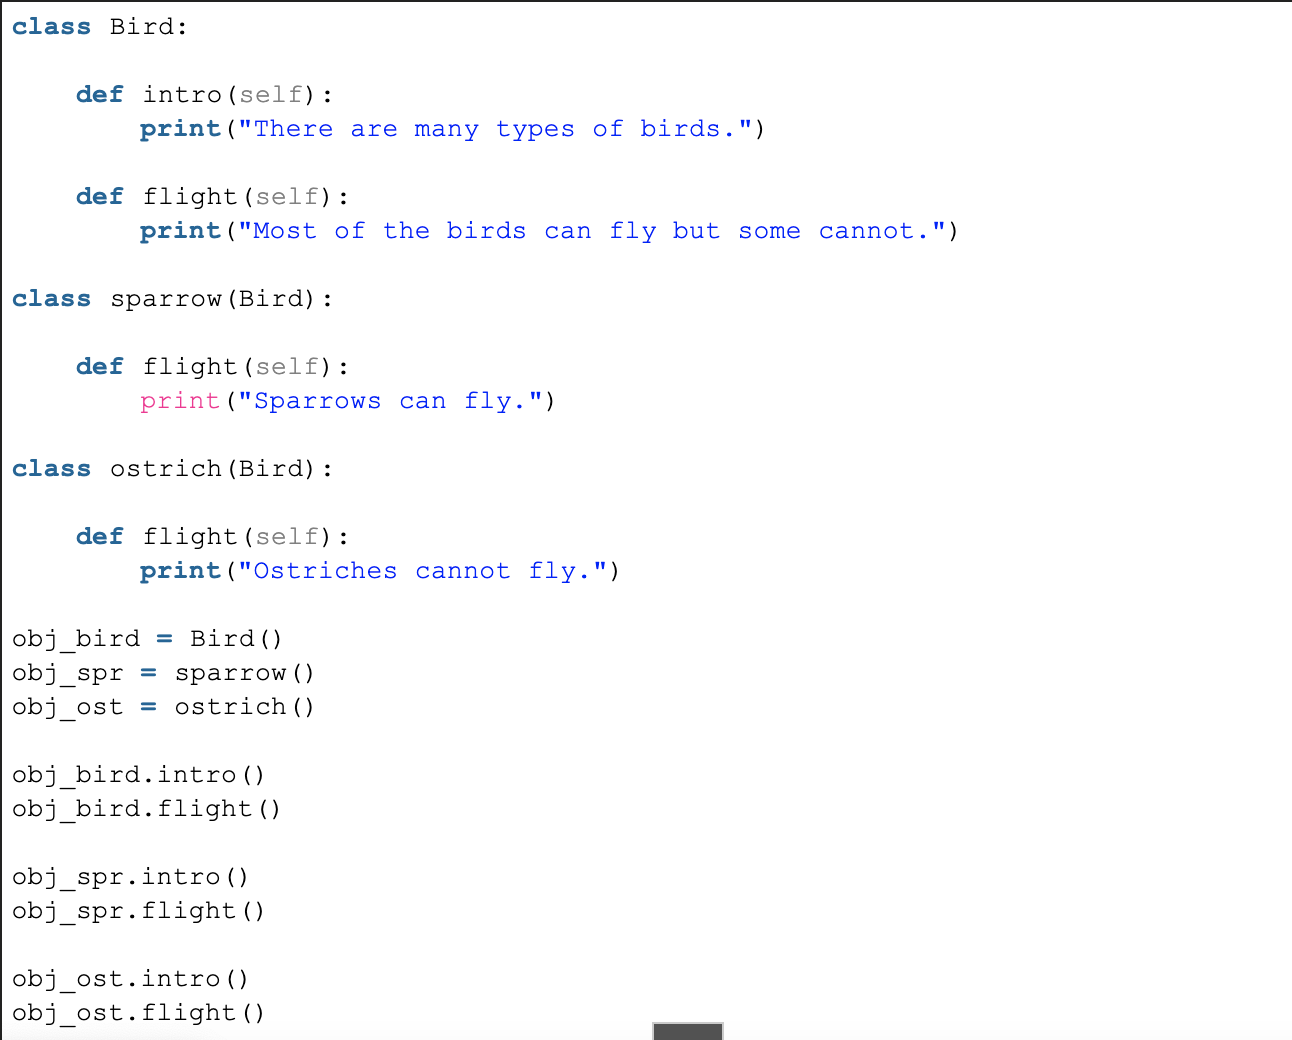 class Bird:
    def intro(self):
        print("There are many types of birds.")
    def flight(self):
        print("Most of the birds can fly but some cannot.")
class sparrow(Bird):
    def flight(self):
        print("Sparrows can fly.")
class ostrich(Bird):
    def flight(self):
        print("Ostriches cannot fly.")
obj_bird = Bird()
obj_spr = sparrow()
obj_ost = ostrich()
obj_bird.intro()
obj_bird.flight()
obj_spr.intro()
obj_spr.flight()
obj_ost.intro()
obj_ost.flight()